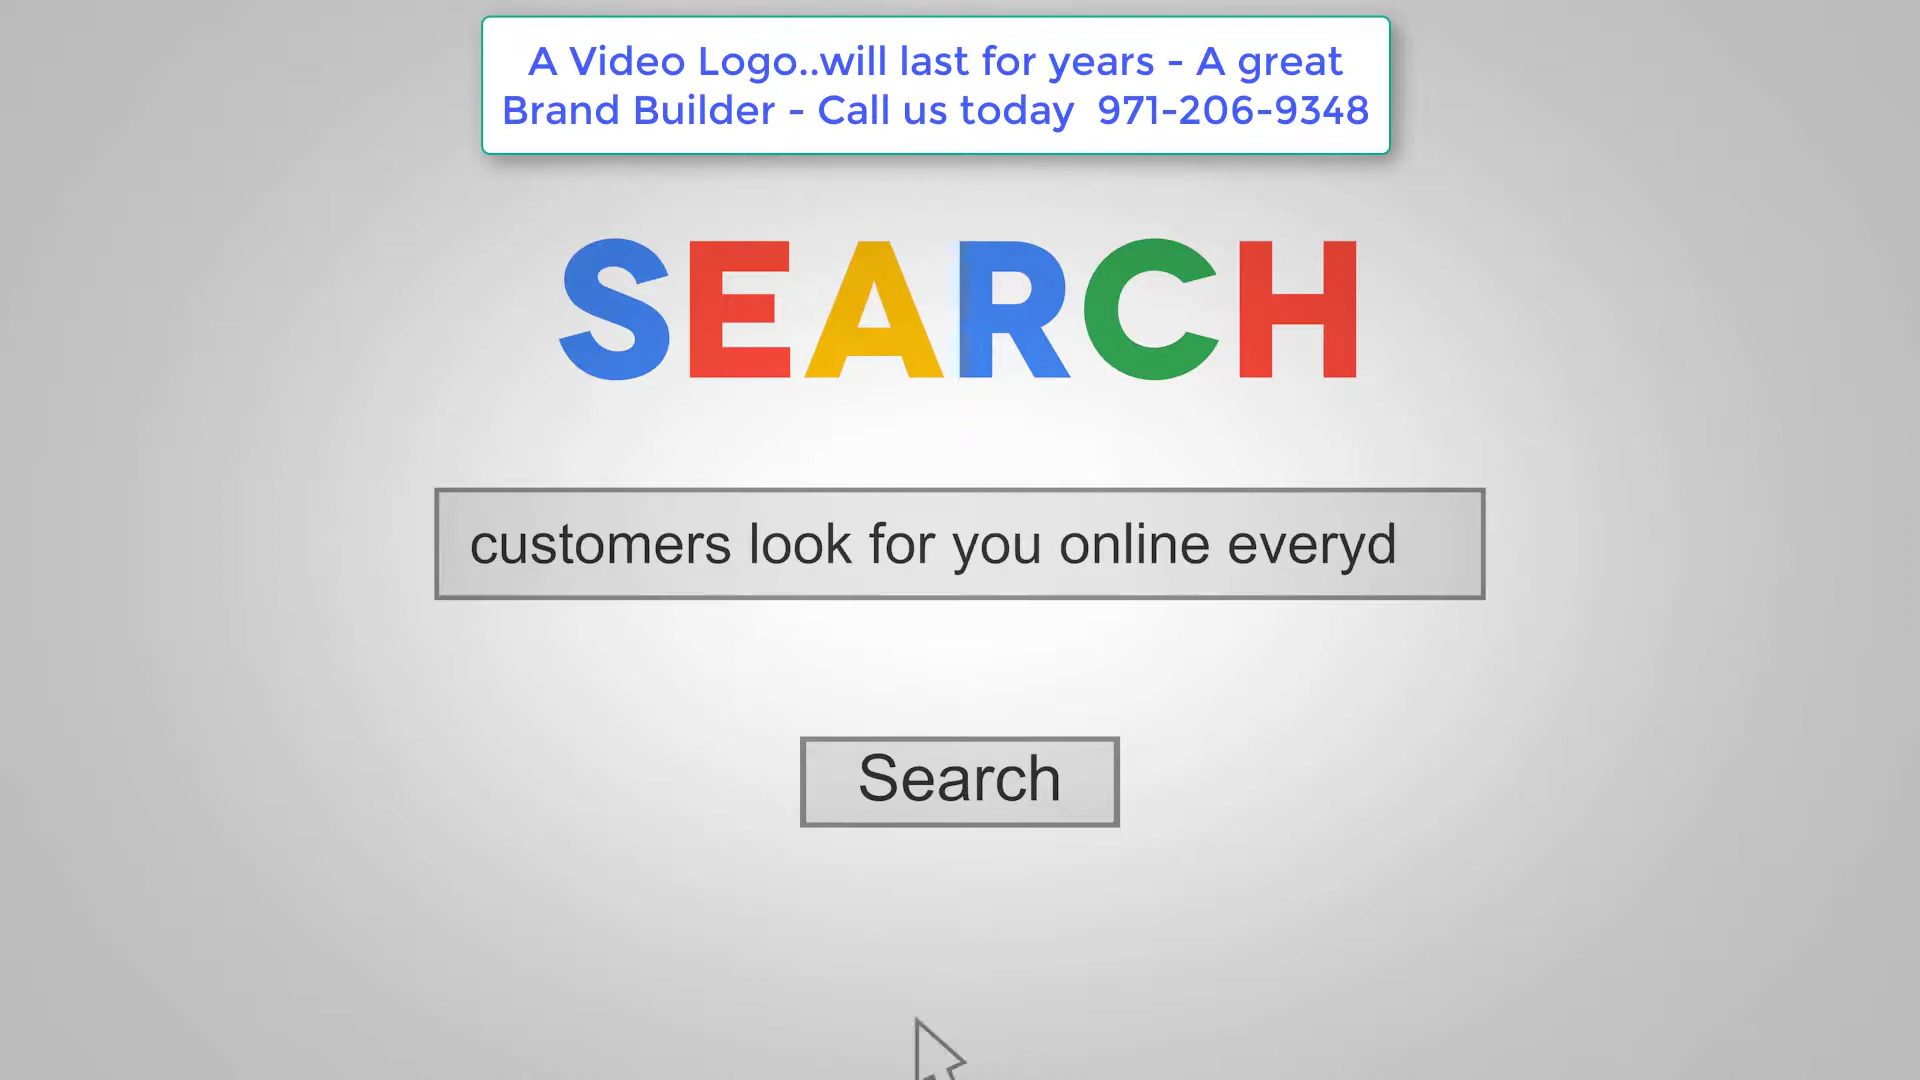 A Video Logo..will last for years - A great
Brand Builder - Call us today  971-206-9348
SEARCH
customers look for you online everyd
Search